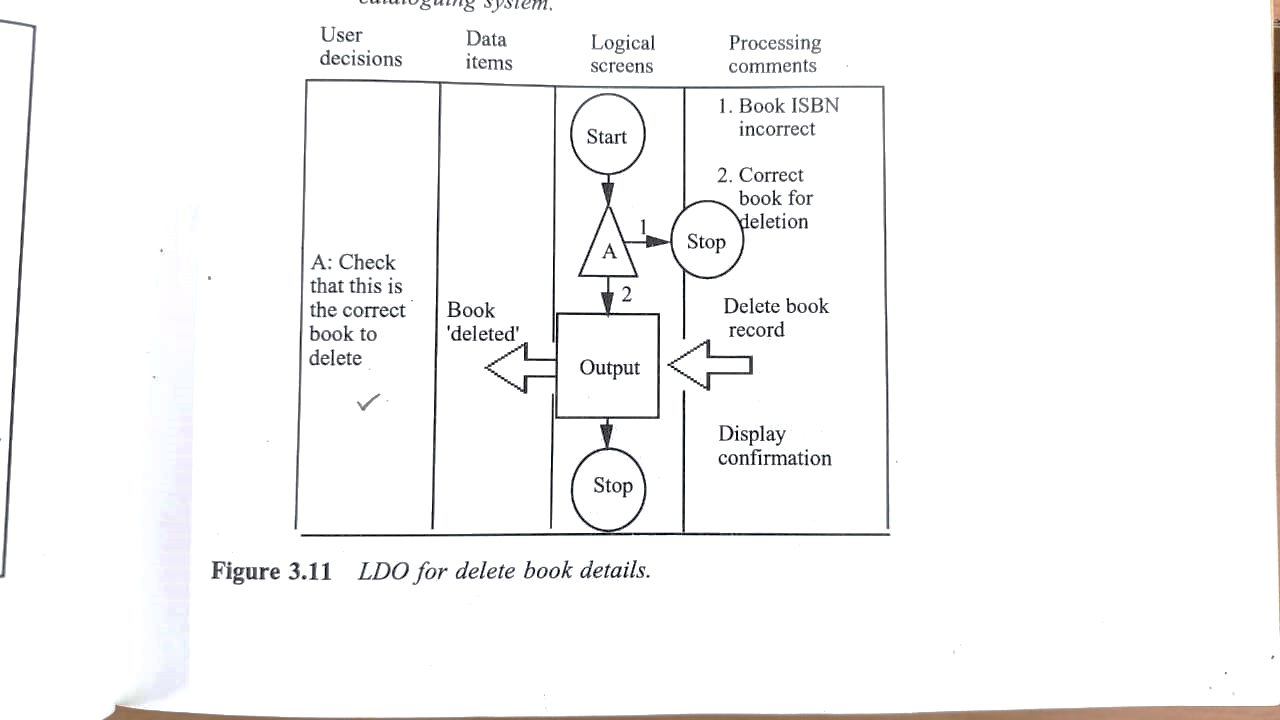 cataloguing system.
User
decisions
Data
items
Logical
screens
Processing
comments
Start
1. Book ISBN
incorrect
2. Correct
book for
deletion
1
A
Stop
2
A: Check
that this is
the correct
book to
delete
Book
'deleted'
Output
Delete book
record
Display
confirmation
Stop
Figure 3.11 LDO for delete book details.